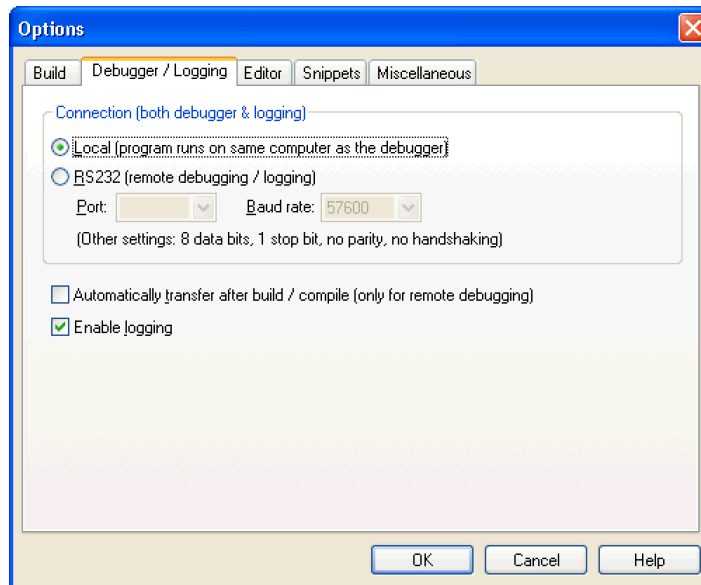 Options
Build Debugger / Logging Editor Snippets Miscellaneous
Connection (both debugger & logging)
Local (program runs on same computer as the debugger)
RS232 (remote debugging / logging)
Port: Baud rate: 57600
(Other settings: 8 data bits, 1 stop bit, no parity, no handshaking)
Automatically transfer after build / compile (only for remote debugging)
Enable logging
OK Cancel Help